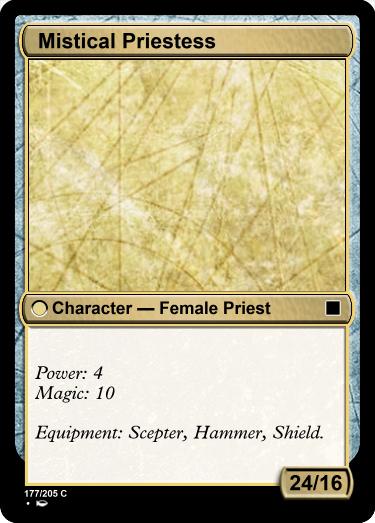 Mistical Priestess
Character — Female Priest
Power: 4
Magic: 10
Equipment: Scepter, Hammer, Shield.
24/16
177/205 C